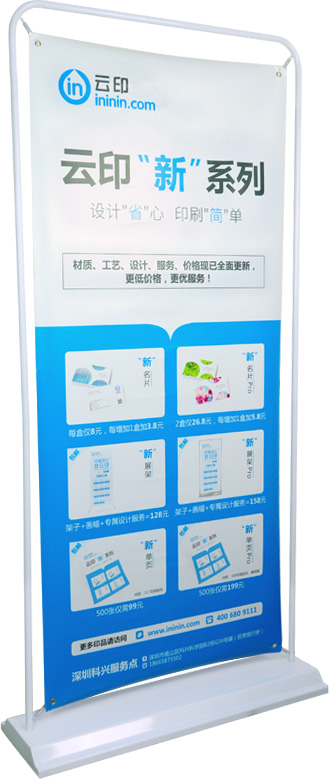 云印
ininin.com
云印“新”系列
设计"省"心 印刷"简"单
材质、工艺、设计、服务、价格现已全面更新，
更低价格，更优服务！
"新"名片
每盒仅8元，每增加1盒加3.8元
"新"名片Pro
2盒仅26.8元，每增加1盒加5.8元
"新"展架
架子+画幅+专属设计服务=128元
"新"展架Pro
架子+画幅+专属设计服务=158元
"新"单页
500张仅需99元
"新"单页Pro
500张仅需199元
更多印品请访问
www.ininin.com
400 680 9111
深圳科兴服务点
18665875502